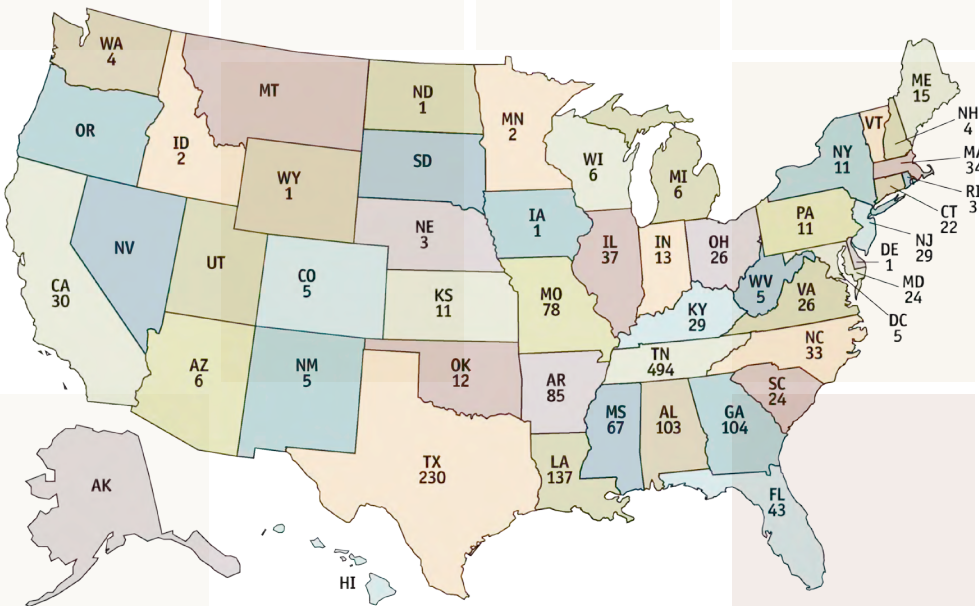 WA
4
OR
ID
2
MT
WY
1
ND
1
SD
NE
3
KS
11
MN
2
IA
1
MO
78
WI
6
MI
6
IL
37
IN
13
OH
26
KY
29
WV
5
PA
11
NY
11
VT
ME
15
NH
4
MA
34
RI
3
CT
22
NJ
29
DE
1
MD
24
DC
5
VA
26
NC
33
SC
24
TN
494
CA
30
NV
UT
CO
5
AZ
6
NM
5
OK
12
AR
85
TX
230
LA
137
MS
67
AL
103
GA
104
FL
43
AK
HI